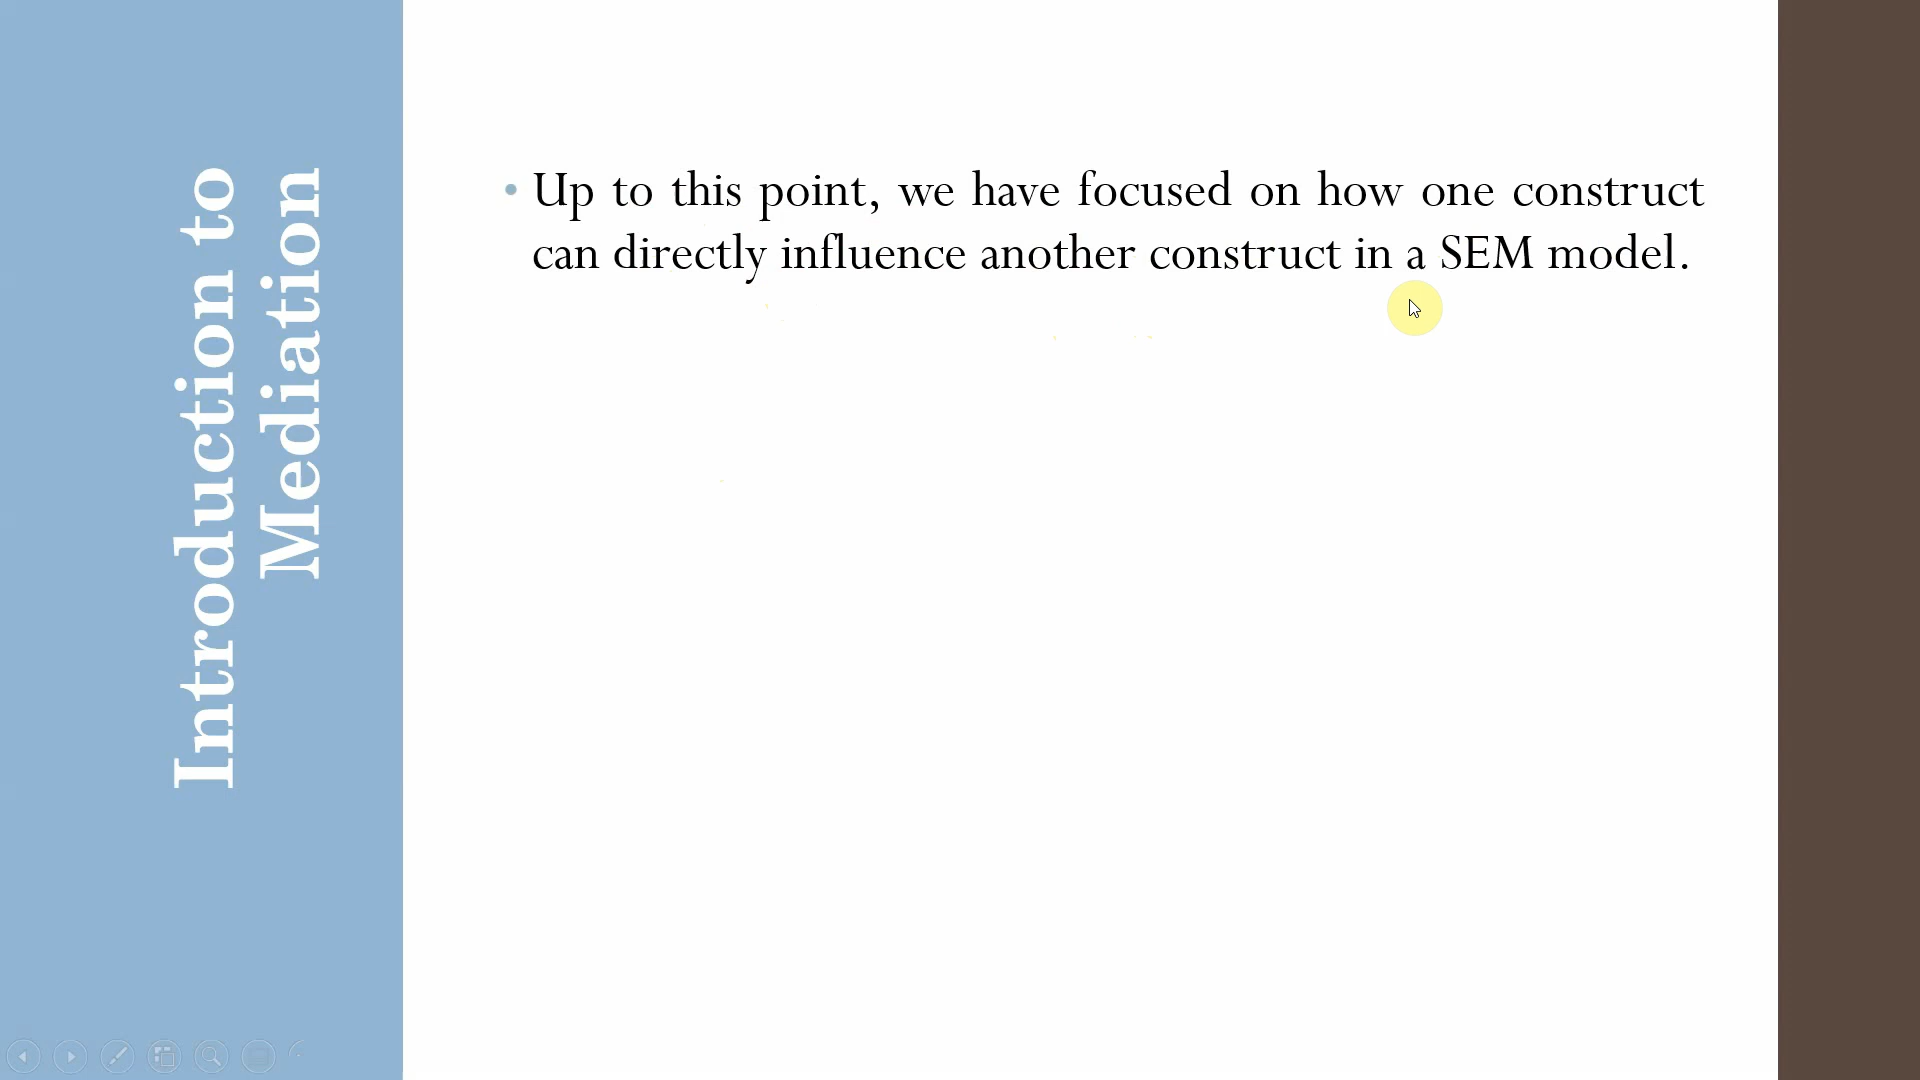 Introduction to
Mediation
• Up to this point, we have focused on how one construct
can directly influence another construct in a SEM model.